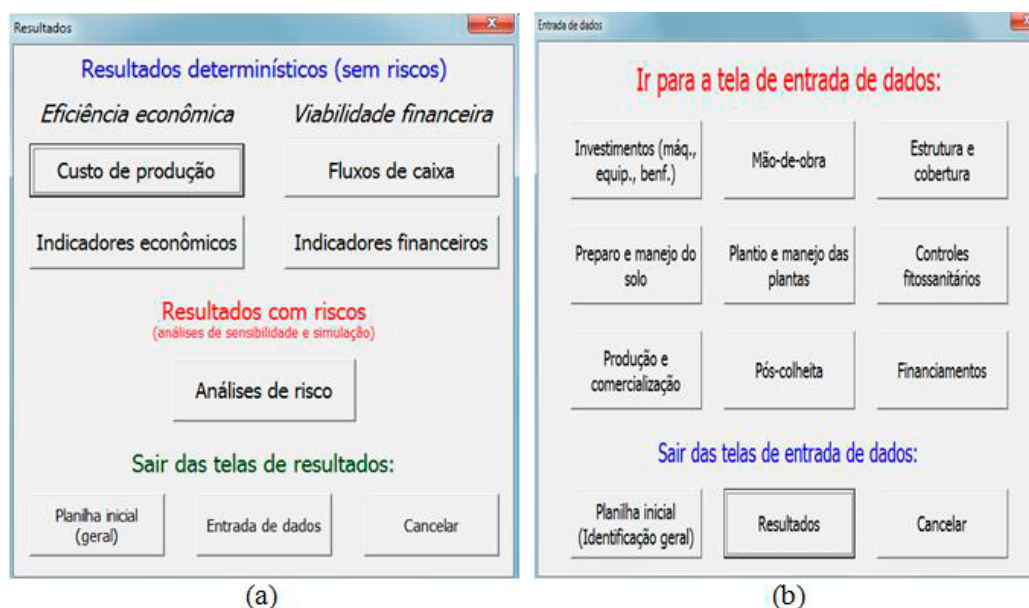 Resultados
Resultados determinísticos (sem riscos)
Eficiência econômica
Viabilidade financeira
Custo de produção
Fluxos de caixa
Indicadores econômicos
Indicadores financeiros
Resultados com riscos
(análises de sensibilidade e simulação)
Análises de risco
Sair das telas de resultados:
Planilha inicial
(geral)
Entrada de dados
Cancelar
(a)
Entrada de dados
Ir para a tela de entrada de dados:
Investimentos (máq.,
equip., benf.)
Mão-de-obra
Estrutura e
cobertura
Preparo e manejo do
solo
Plantio e manejo das
plantas
Controles
fitossanitários
Produção e
comercialização
Pós-colheita
Financiamentos
Sair das telas de entrada de dados:
Planilha inicial
(Identificação geral)
Resultados
Cancelar
(b)